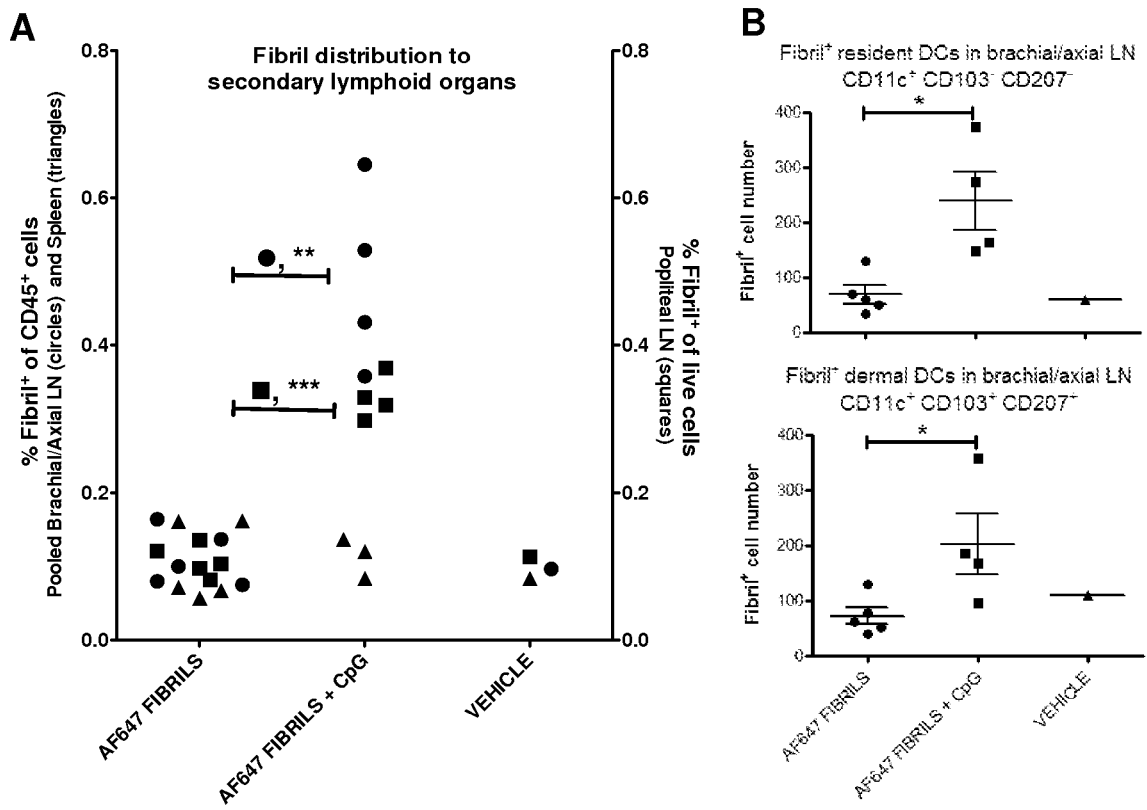 A
Fibril distribution to
secondary lymphoid organs
% Fibril⁺ of CD45⁺ cells
Pooled Brachial/Axial LN (circles) and Spleen (triangles)
0.8
0.6
0.4
0.2
0.0
, **
, ***
0.8
0.6
0.4
0.2
0.0
% Fibril⁺ of live cells
Popliteal LN (squares)
AF647 FIBRILS
AF647 FIBRILS + CpG
VEHICLE
B
Fibril⁺ resident DCs in brachial/axial LN
CD11c⁺ CD103⁻ CD207⁻
Fibril⁺ cell number
400
300
200
100
0
*
Fibril⁺ dermal DCs in brachial/axial LN
CD11c⁺ CD103⁺ CD207⁺
Fibril⁺ cell number
400
300
200
100
0
*
AF647 FIBRILS
AF647 FIBRILS + CpG
VEHICLE